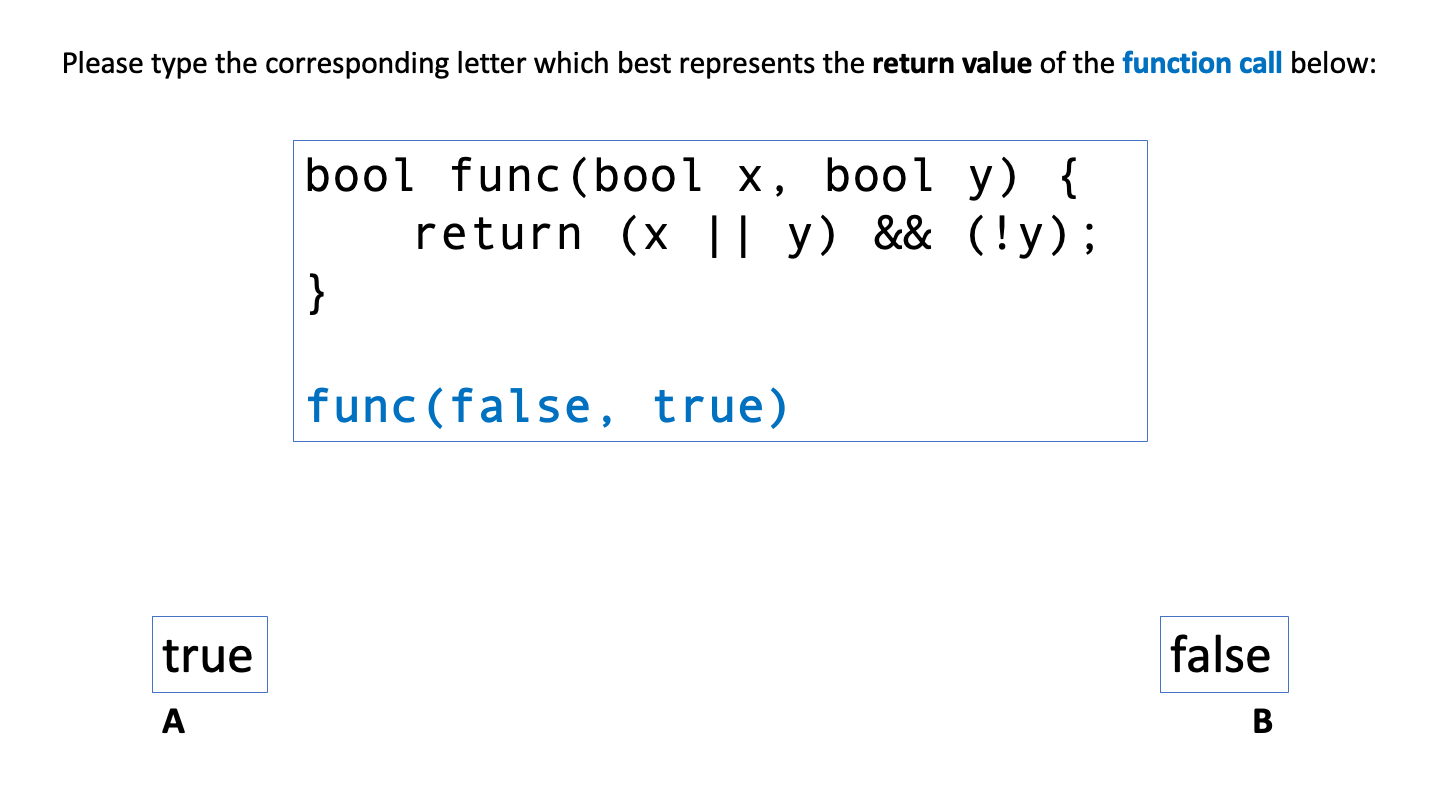 Please type the corresponding letter which best represents the return value of the function call below:
bool func(bool x, bool y) {
    return (x || y) && (!y);
}
func(false, true)
true
false
A
B